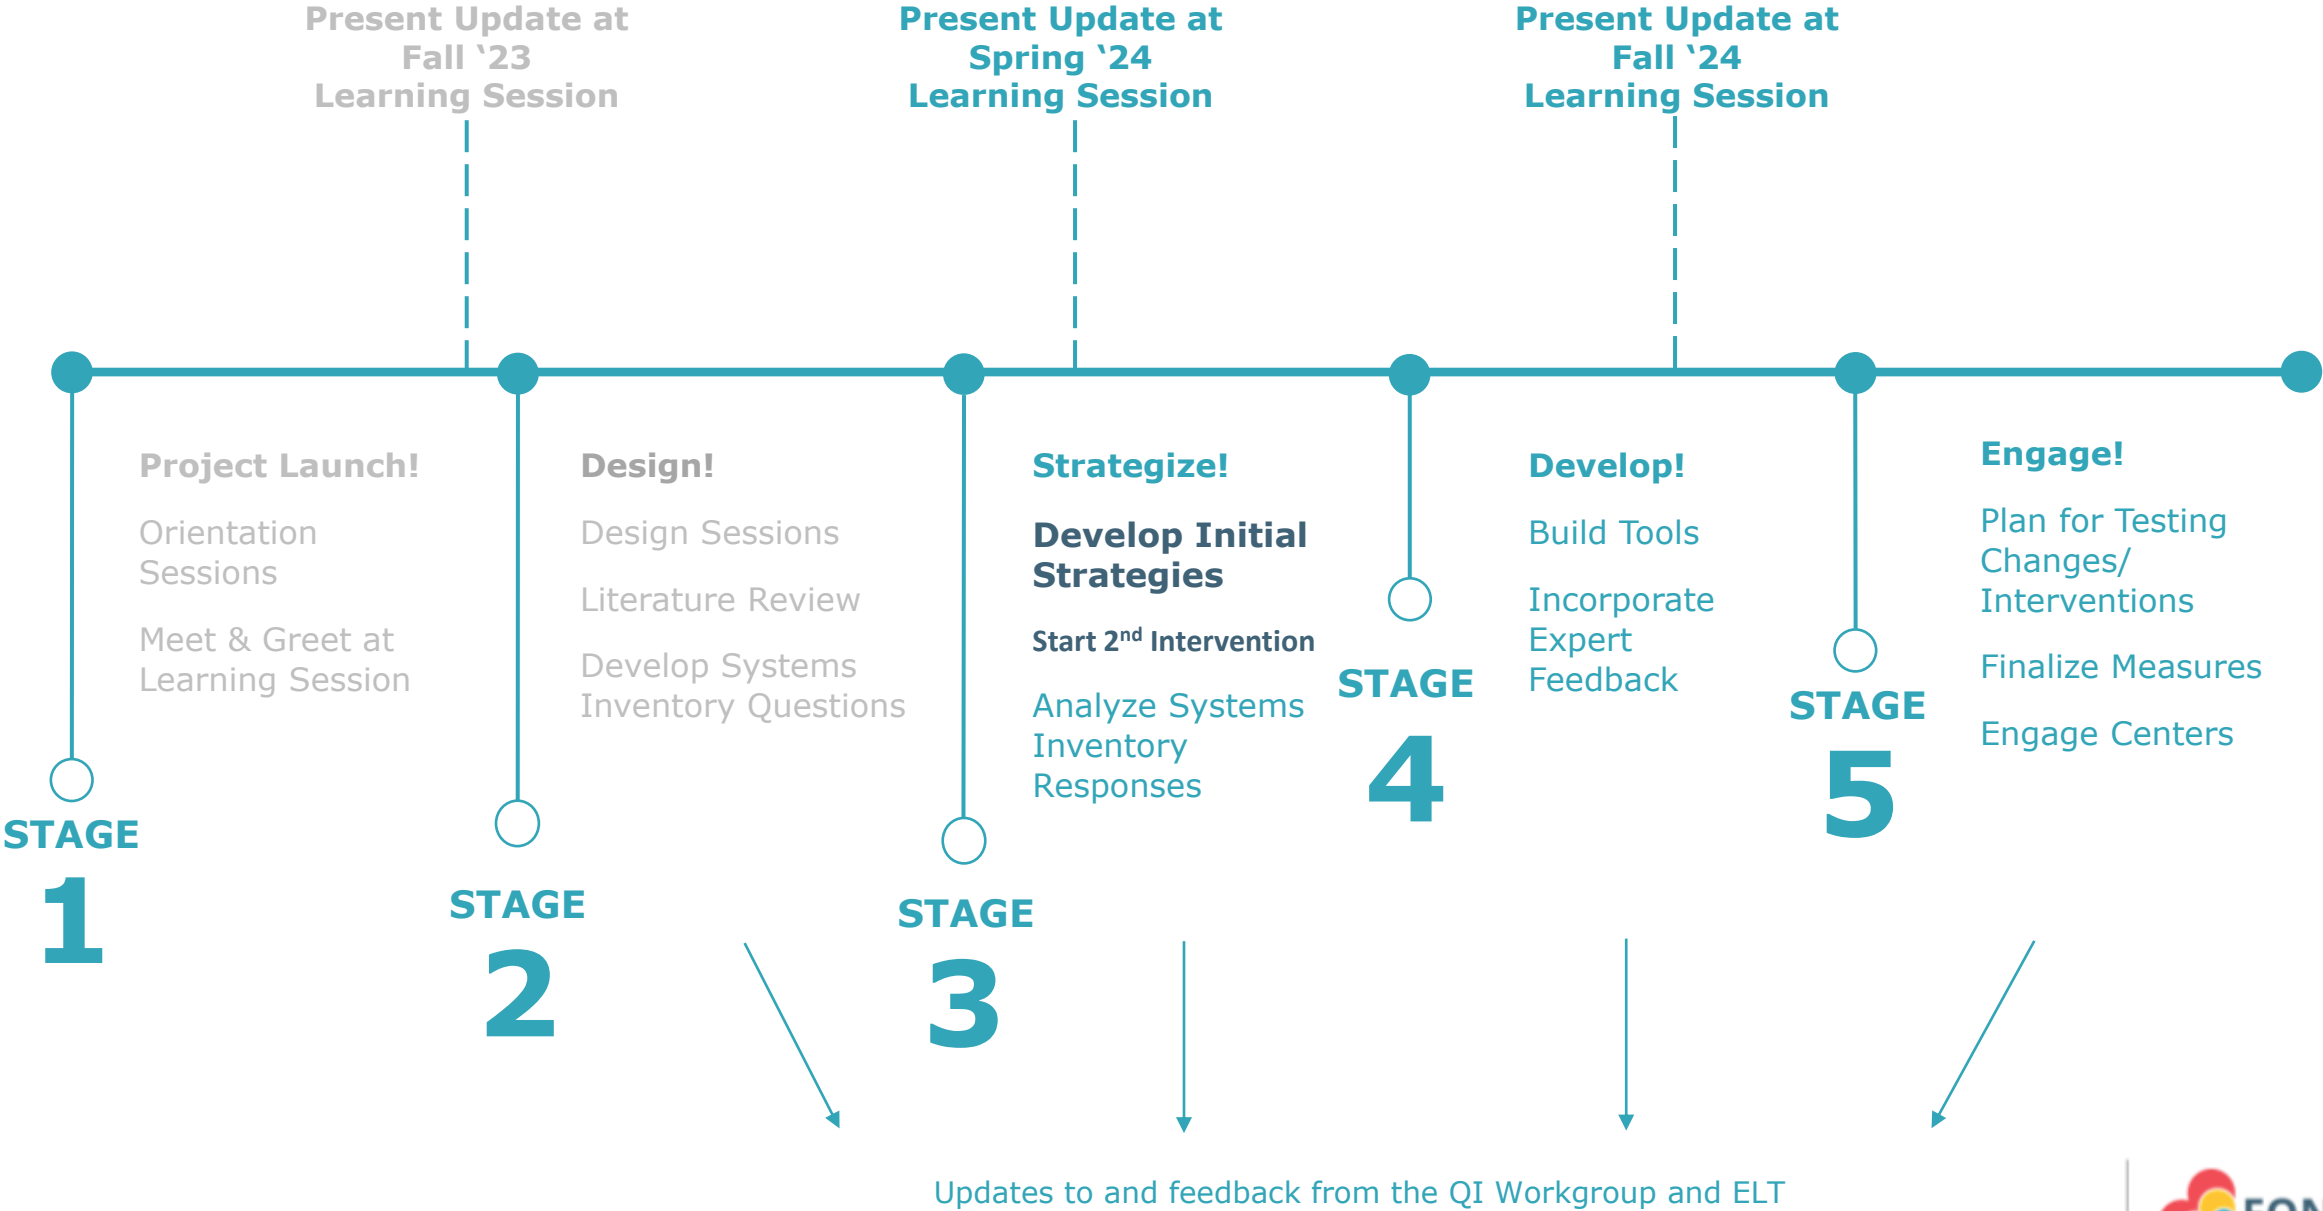 Present Update at
Fall ‘23
Learning Session
Present Update at
Spring ‘24
Learning Session
Present Update at
Fall ‘24
Learning Session
Project Launch!
Orientation
Sessions
Meet & Greet at
Learning Session
STAGE
1
Design!
Design Sessions
Literature Review
Develop Systems
Inventory Questions
STAGE
2
Strategize!
Develop Initial
Strategies
Start 2nd Intervention
Analyze Systems
Inventory
Responses
STAGE
3
Develop!
Build Tools
Incorporate
Expert
Feedback
STAGE
4
Engage!
Plan for Testing
Changes/
Interventions
Finalize Measures
Engage Centers
STAGE
5
Updates to and feedback from the QI Workgroup and ELT